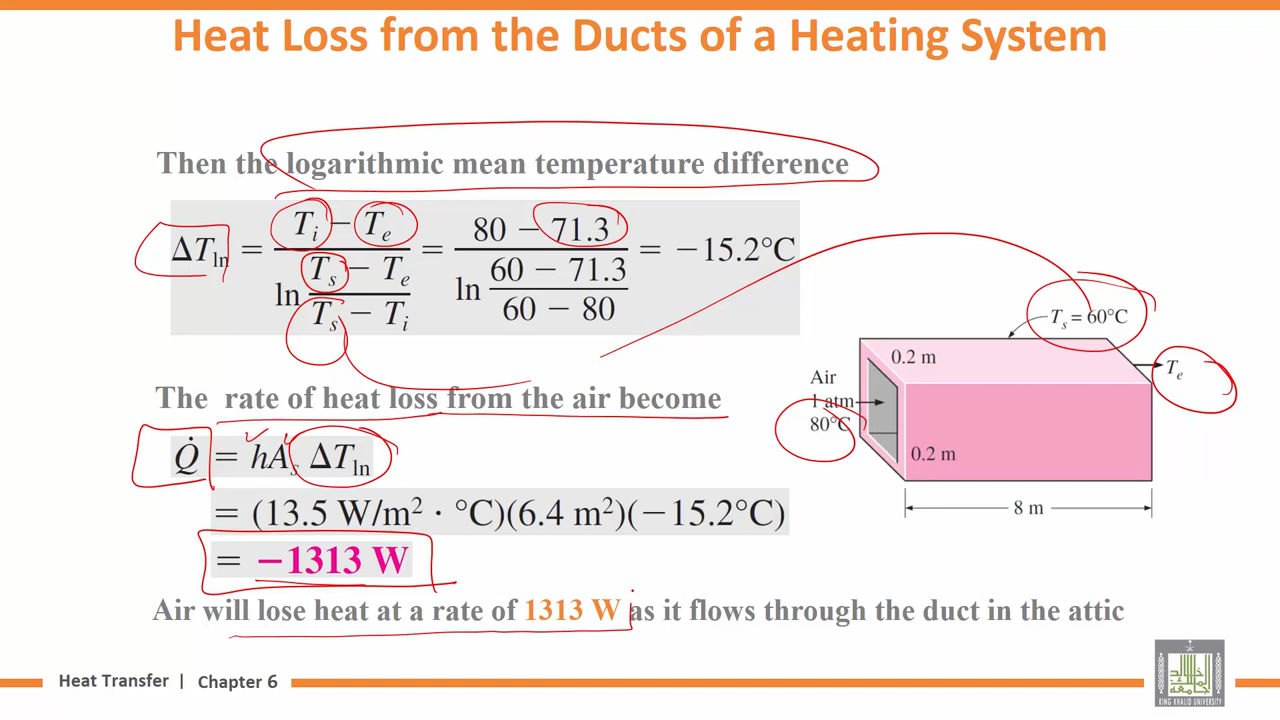 Heat Loss from the Ducts of a Heating System
Then the logarithmic mean temperature difference
ΔT_ln = (T_i − T_e) / (ln (T_s − T_e)/(T_s − T_i)) = (80 − 71.3) / (ln (60 − 71.3)/(60 − 80)) = −15.2°C
T_s = 60°C
0.2 m
T_e
Air
1 atm
80°C
0.2 m
8 m
The rate of heat loss from the air become
Q̇ = hA_s ΔT_ln
= (13.5 W/m² · °C)(6.4 m²)(−15.2°C)
= −1313 W
Air will lose heat at a rate of 1313 W as it flows through the duct in the attic
Heat Transfer | Chapter 6
KING KHALID UNIVERSITY